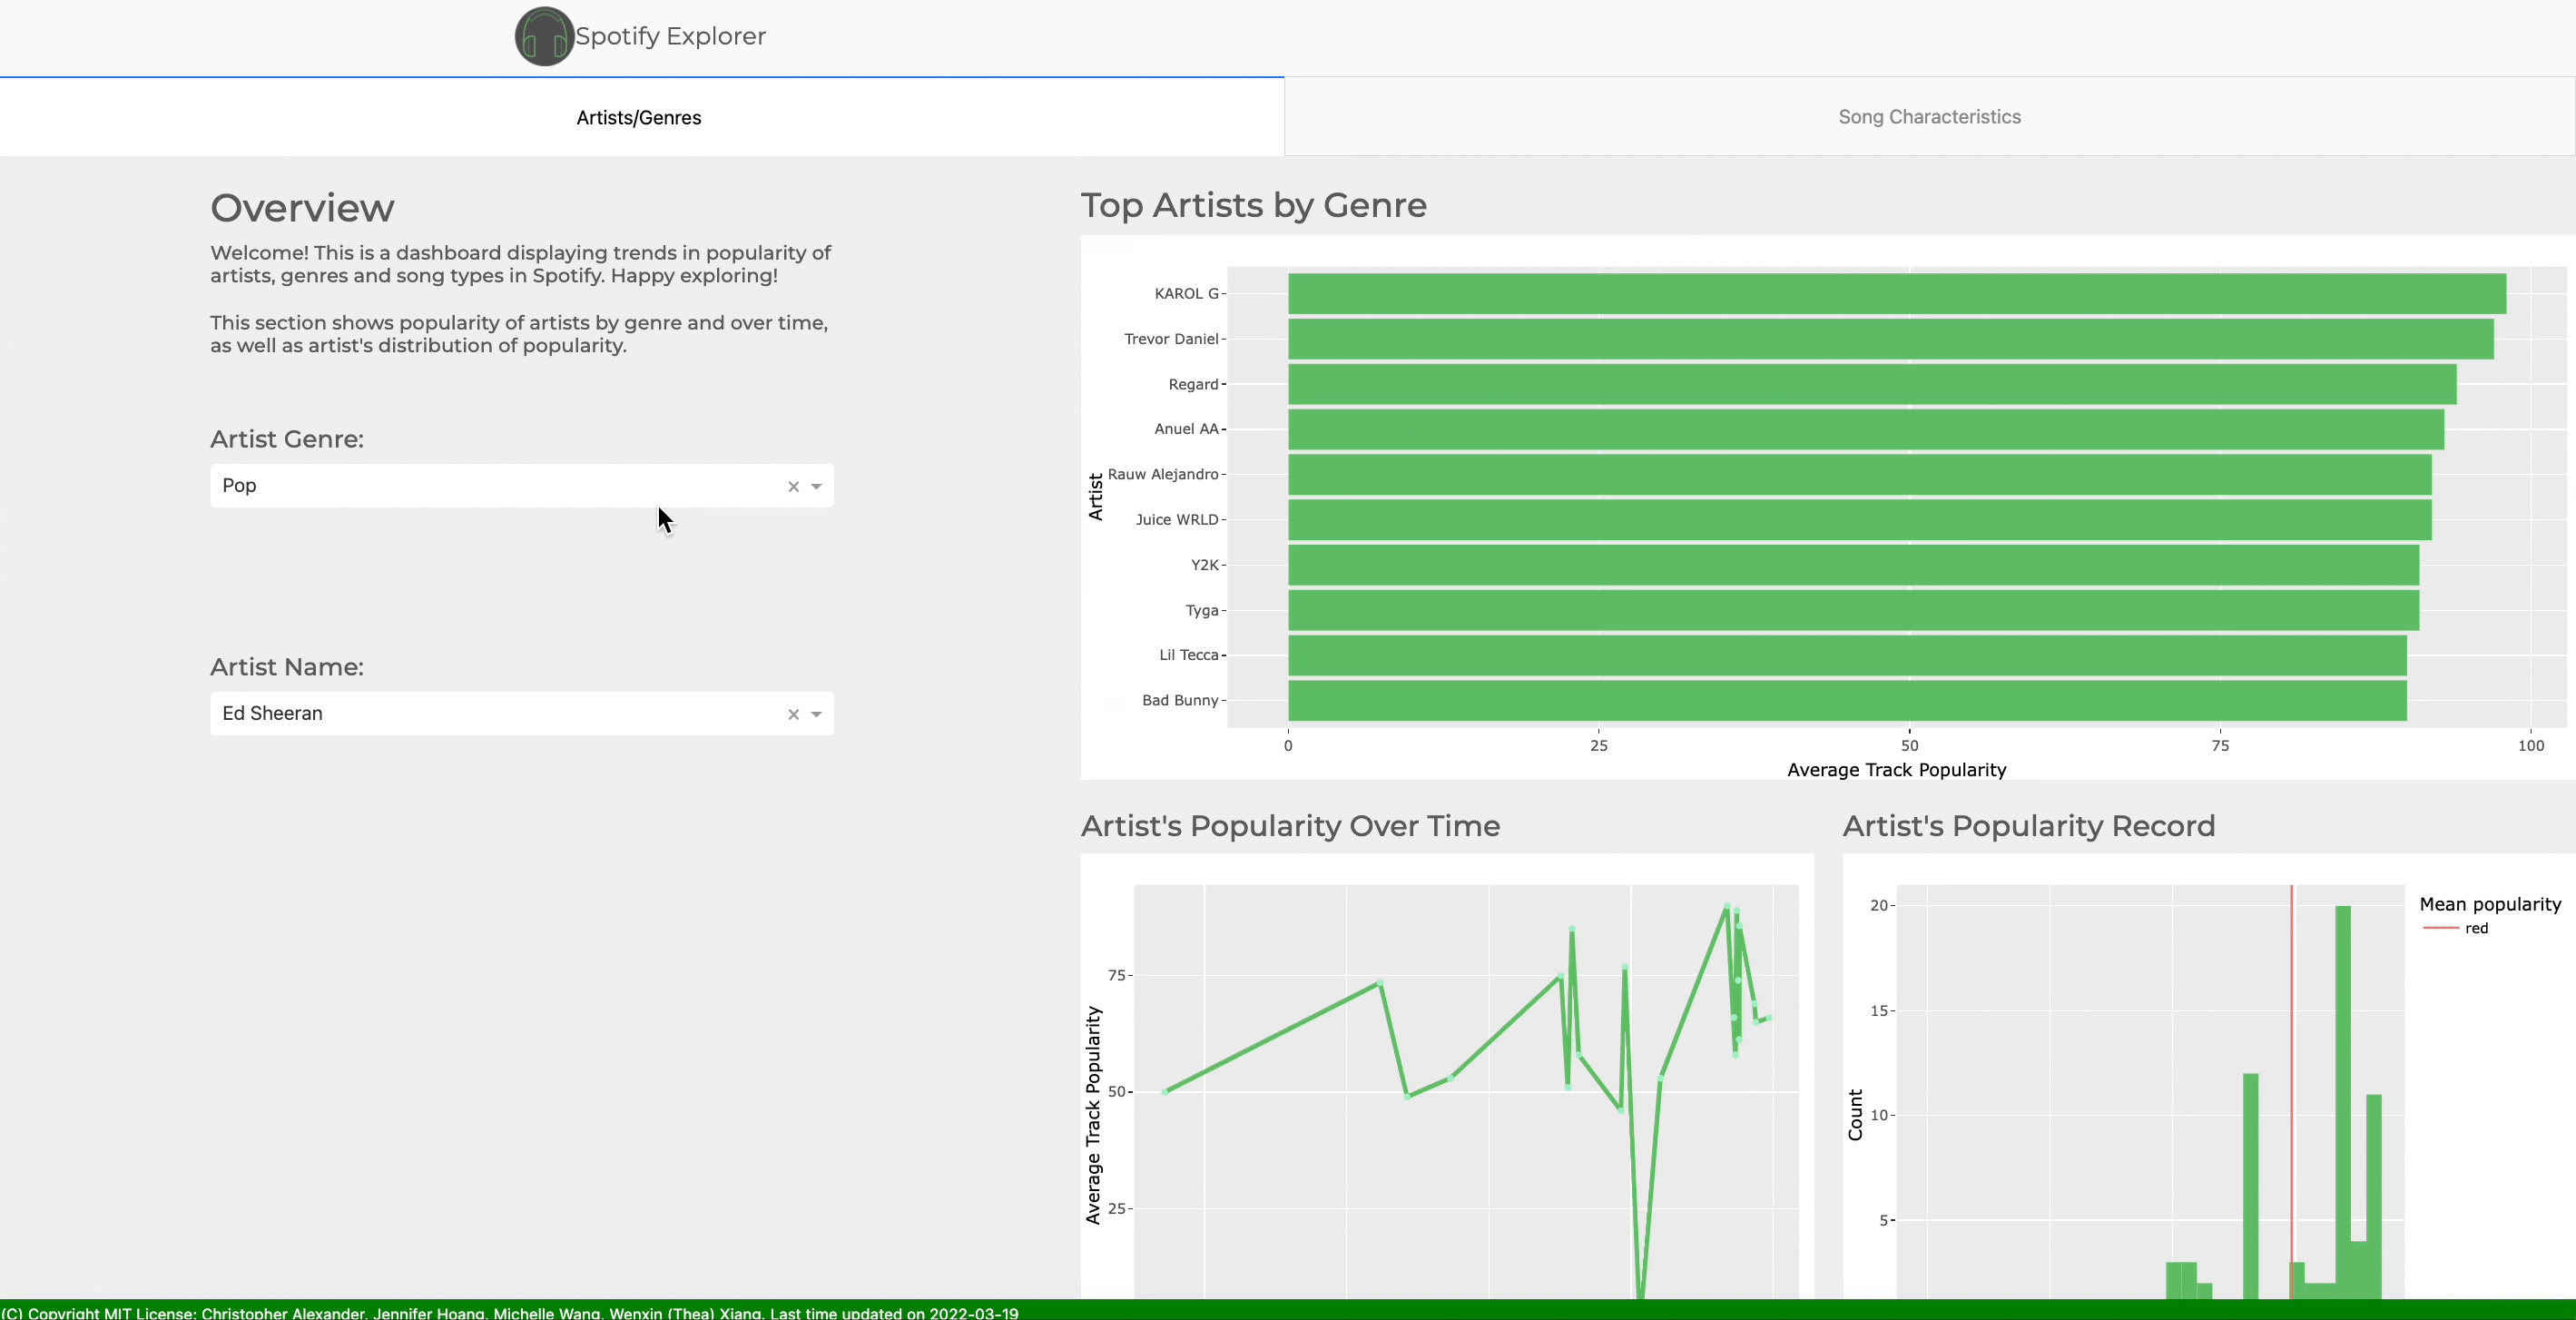 Spotify Explorer
Artists/Genres
Song Characteristics
Overview
Welcome! This is a dashboard displaying trends in popularity of
artists, genres and song types in Spotify. Happy exploring!
This section shows popularity of artists by genre and over time,
as well as artist's distribution of popularity.
Artist Genre:
Pop
Artist Name:
Ed Sheeran
Top Artists by Genre
Artist
KAROL G
Trevor Daniel
Regard
Anuel AA
Rauw Alejandro
Juice WRLD
Y2K
Tyga
Lil Tecca
Bad Bunny
0 25 50 75 100
Average Track Popularity
Artist's Popularity Over Time
Average Track Popularity
75
50
25
Artist's Popularity Record
Count
20
15
10
5
Mean popularity
red
(C) Copyright MIT License: Christopher Alexander, Jennifer Hoang, Michelle Wang, Wenxin (Thea) Xiang. Last time updated on 2022-03-19